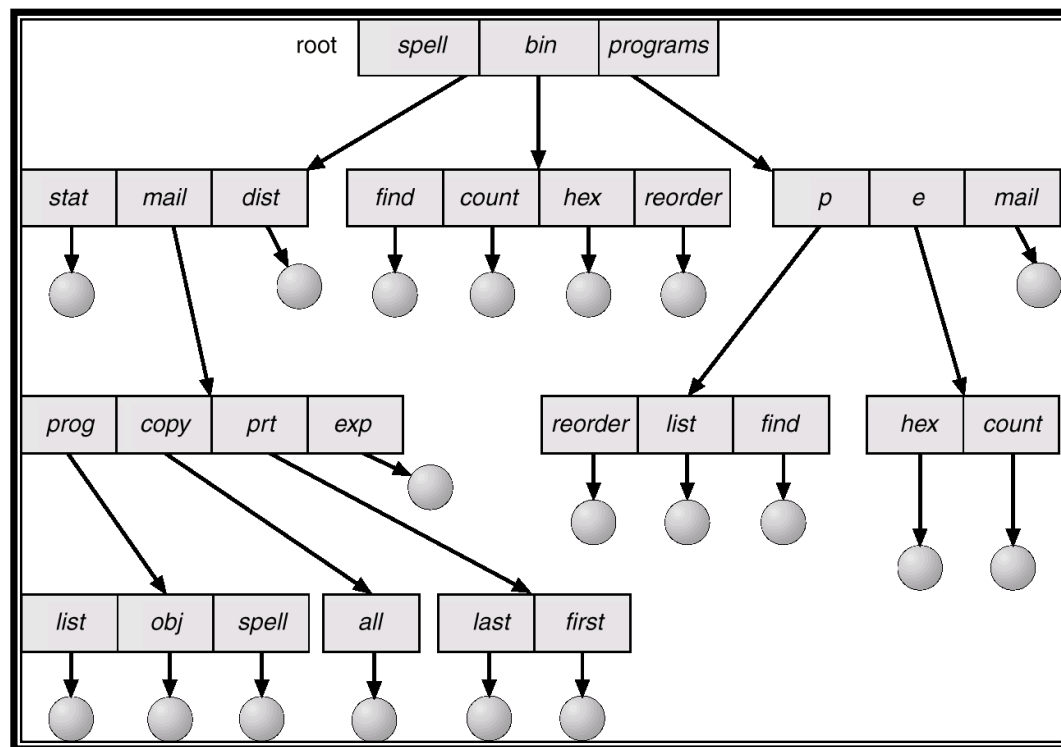 root spell bin programs
stat mail dist find count hex reorder p e mail
prog copy prt exp reorder list find hex count
list obj spell all last first